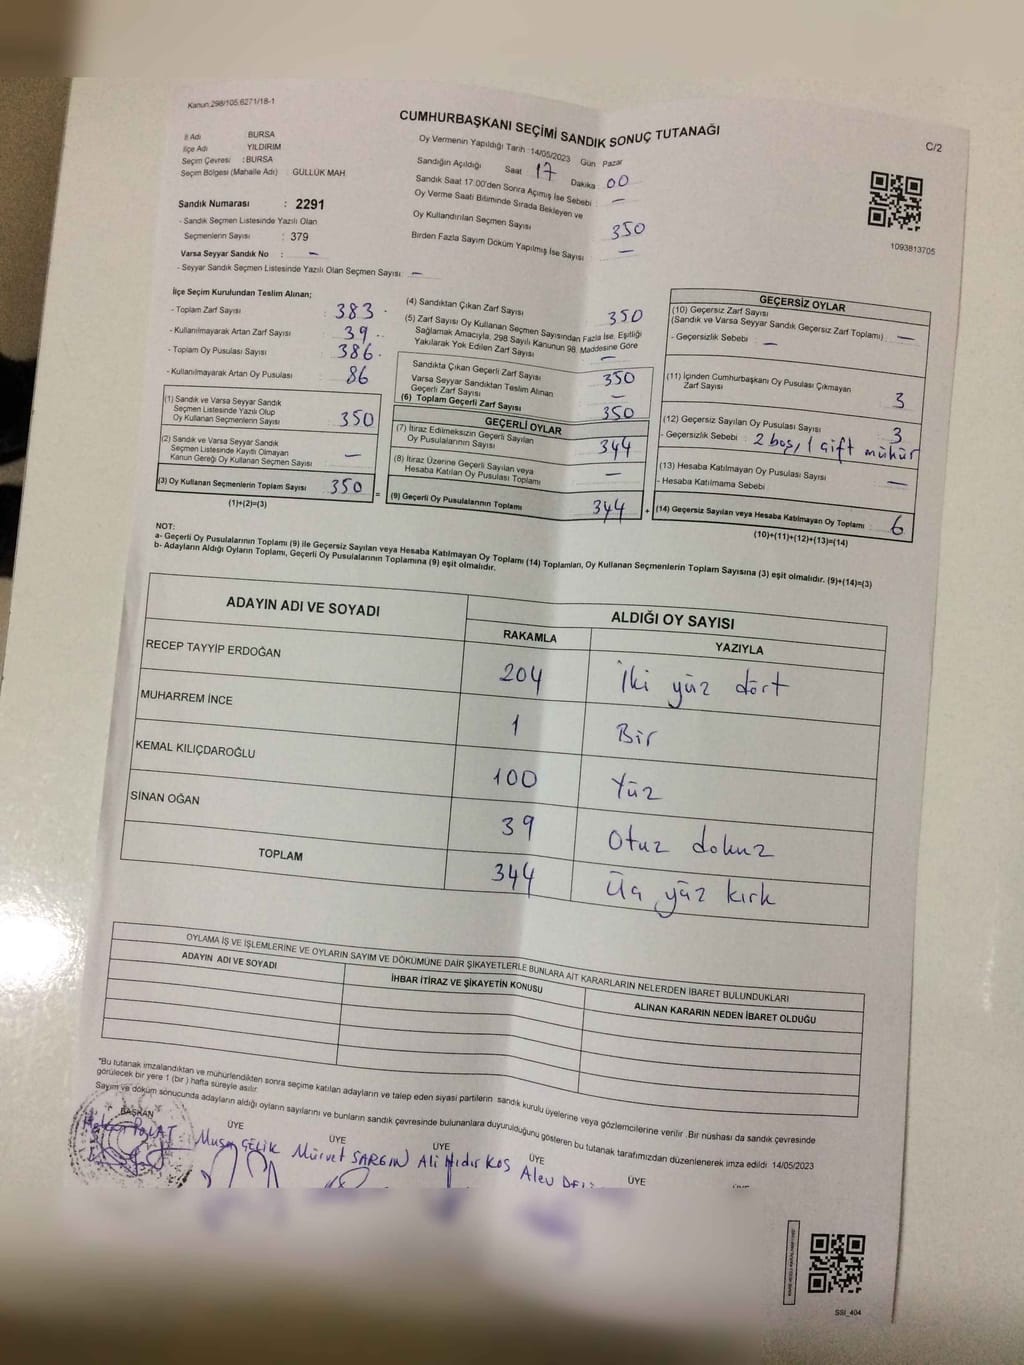 Kanun,298/105,6271/18-1
CUMHURBAŞKANI SEÇİMİ SANDIK SONUÇ TUTANAĞI
C/2
İl Adı BURSA
İlçe Adı YILDIRIM
Seçim Çevresi : BURSA
Seçim Bölgesi (Mahalle Adı) : GÜLLÜK MAH.
Sandık Numarası : 2291
- Sandık Seçmen Listesinde Yazılı Olan
Seçmenlerin Sayısı : 379
Varsa Seyyar Sandık No : –
- Seyyar Sandık Seçmen Listesinde Yazılı Olan Seçmen Sayısı : –
Oy Vermenin Yapıldığı Tarih : 14/05/2023 Gün Pazar
Sandığın Açıldığı Saat 17 Dakika : 00
Sandık Saat 17:00'den Sonra Açımış İse Sebebi : –
Oy Verme Saati Bitiminde Sırada Bekleyen ve
Oy Kullandırılan Seçmen Sayısı 350
Birden Fazla Sayım Döküm Yapılmış İse Sayısı –
1093813705
İlçe Seçim Kurulundan Teslim Alınan;
- Toplam Zarf Sayısı : 383
- Kullanılmayarak Artan Zarf Sayısı : 39
- Toplam Oy Pusulası Sayısı : 386
- Kullanılmayarak Artan Oy Pusulası : 86
(1) Sandık ve Varsa Seyyar Sandık
Seçmen Listesinde Yazılı Olup
Oy Kullanan Seçmenlerin Sayısı : 350
(2) Sandık ve Varsa Seyyar Sandık
Seçmen Listesinde Kayıtlı Olmayan
Kanun Gereği Oy Kullanan Seçmen Sayısı : –
(3) Oy Kullanan Seçmenlerin Toplam Sayısı : 350 =
(1)+(2)=(3)
(4) Sandıktan Çıkan Zarf Sayısı 350
(5) Zarf Sayısı Oy Kullanan Seçmen Sayısından Fazla İse, Eşitliği
Sağlamak Amacıyla, 298 Sayılı Kanunun 98. Maddesine Göre
Yakılarak Yok Edilen Zarf Sayısı –
Sandıkta Çıkan Geçerli Zarf Sayısı 350
Varsa Seyyar Sandıktan Teslim Alınan
Geçerli Zarf Sayısı –
(6) Toplam Geçerli Zarf Sayısı 350
GEÇERLİ OYLAR
(7) İtiraz Edilmeksizin Geçerli Sayılan
Oy Pusulalarının Sayısı 344
(8) İtiraz Üzerine Geçerli Sayılan veya
Hesaba Katılan Oy Pusulası Toplamı –
(9) Geçerli Oy Pusulalarının Toplamı 344 +
GEÇERSİZ OYLAR
(10) Geçersiz Zarf Sayısı
(Sandık ve Varsa Seyyar Sandık Geçersiz Zarf Toplamı) –
- Geçersizlik Sebebi : –
(11) İçinden Cumhurbaşkanı Oy Pusulası Çıkmayan
Zarf Sayısı 3
(12) Geçersiz Sayılan Oy Pusulası Sayısı 3
- Geçersizlik Sebebi : 2 boş, 1 çift mühür
(13) Hesaba Katılmayan Oy Pusulası Sayısı –
- Hesaba Katılmama Sebebi
(14) Geçersiz Sayılan veya Hesaba Katılmayan Oy Toplamı : 6
(10)+(11)+(12)+(13)=(14)
NOT:
a- Geçerli Oy Pusulalarının Toplamı (9) ile Geçersiz Sayılan veya Hesaba Katılmayan Oy Toplamı (14) Toplamları, Oy Kullanan Seçmenlerin Toplam Sayısına (3) eşit olmalıdır. (9)+(14)=(3)
b- Adayların Aldığı Oyların Toplamı, Geçerli Oy Pusulalarının Toplamına (9) eşit olmalıdır.
ADAYIN ADI VE SOYADI ALDIĞI OY SAYISI
RAKAMLA YAZIYLA
RECEP TAYYİP ERDOĞAN 204 İki yüz dört
MUHARREM İNCE 1 Bir
KEMAL KILIÇDAROĞLU 100 Yüz
SİNAN OĞAN 39 Otuz dokuz
TOPLAM 344 Üç yüz kırk
OYLAMA İŞ VE İŞLEMLERİNE VE OYLARIN SAYIM VE DÖKÜMÜNE DAİR ŞİKAYETLERLE BUNLARA AİT KARARLARIN NELERDEN İBARET BULUNDUKLARI
ADAYIN ADI VE SOYADI İHBAR İTİRAZ VE ŞİKAYETİN KONUSU ALINAN KARARIN NEDEN İBARET OLDUĞU
*Bu tutanak imzalandıktan ve mühürlendikten sonra seçime katılan adayların ve talep eden siyasi partilerin sandık kurulu üyelerine veya gözlemcilerine verilir .Bir nüshası da sandık çevresinde
görülecek bir yere 1 (bir ) hafta süreyle asılır.
Sayım ve döküm sonucunda adayların aldığı oyların sayılarını ve bunların sandık çevresinde bulunanlara duyurulduğunu gösteren bu tutanak tarafımızdan düzenlenerek imza edildi 14/05/2023
BAŞKAN ÜYE ÜYE ÜYE ÜYE ÜYE
POLAT Musa ÇELİK Mürvet SARGIN Ali Hıdır KOÇ Alev
SSI_404